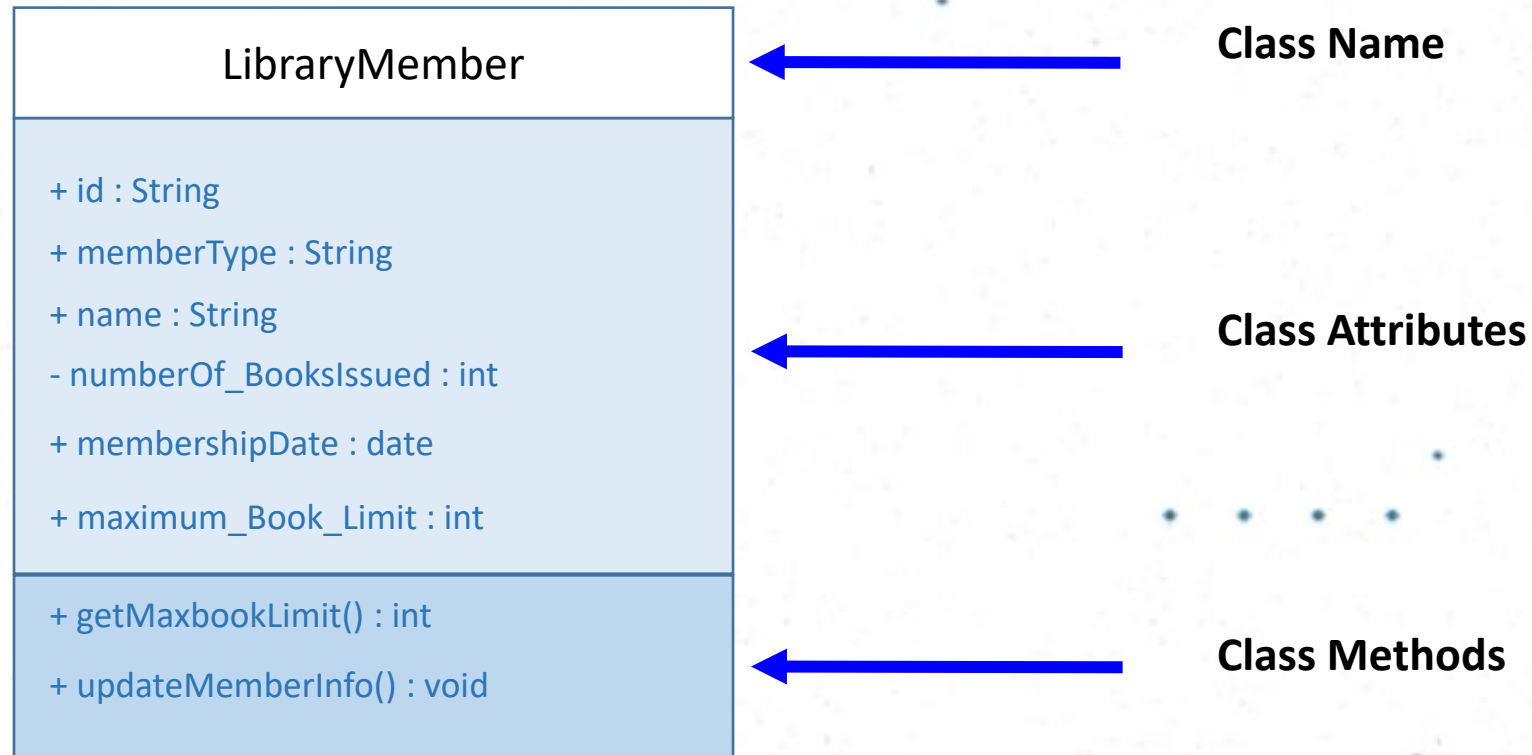 LibraryMember
Class Name
+ id : String
+ memberType : String
+ name : String
- numberOf_BooksIssued : int
+ membershipDate : date
+ maximum_Book_Limit : int
Class Attributes
+ getMaxbookLimit() : int
+ updateMemberInfo() : void
Class Methods